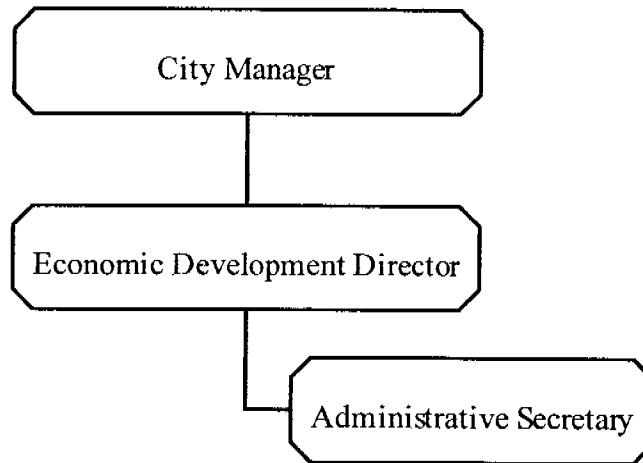 City Manager
Economic Development Director
Administrative Secretary